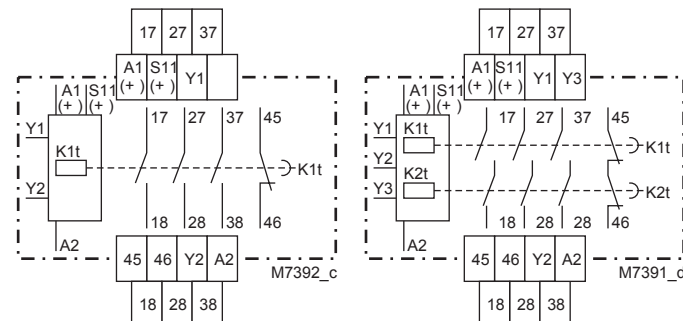 17 27 37
A1 (+) S11 (+) Y1
A1 (+) S11 (+)
17 27 37 45
Y1
K1t
K1t
Y2
18 28 38 46
A2
45 46 Y2 A2
M7392_c
18 28 38
17 27 37
A1 (+) S11 (+) Y1 Y3
A1 (+) S11 (+)
17 27 37 45
Y1
K1t
K1t
Y2
Y3
K2t
K2t
18 28 28 46
A2
45 46 Y2 A2
M7391_d
18 28 38